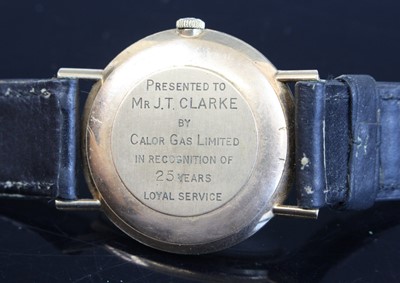 PRESENTED TO
MR J.T. CLARKE
BY
CALOR GAS LIMITED
IN RECOGNITION OF
25 YEARS
LOYAL SERVICE